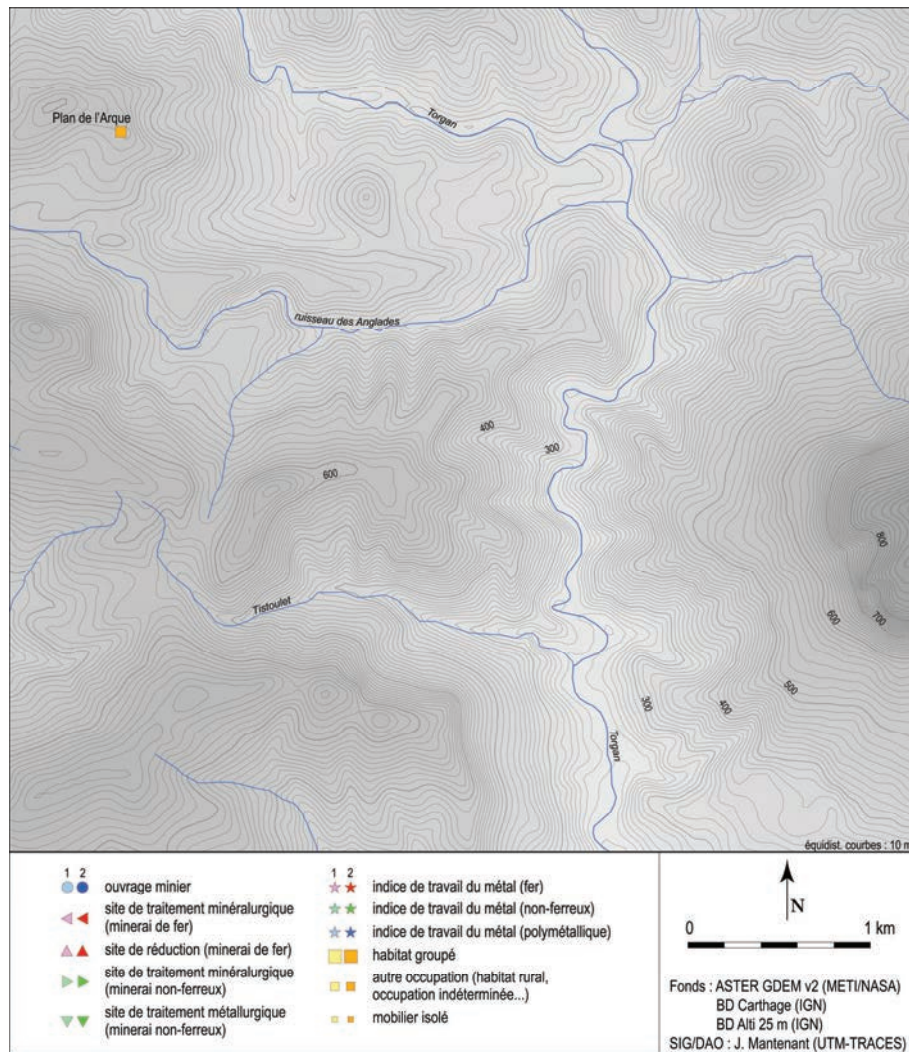 Plan de l'Arque
Torgan
ruisseau des Anglades
400
300
600
800
Tistoulet
600
700
500
300
400
Torgan
équidist. courbes : 10 m
1 2
ouvrage minier
site de traitement minéralurgique
(minerai de fer)
site de réduction (minerai de fer)
site de traitement minéralurgique
(minerai non-ferreux)
site de traitement métallurgique
(minerai non-ferreux)
1 2
indice de travail du métal (fer)
indice de travail du métal (non-ferreux)
indice de travail du métal (polymétallique)
habitat groupé
autre occupation (habitat rural,
occupation indéterminée...)
mobilier isolé
N
0 1 km
Fonds : ASTER GDEM v2 (METI/NASA)
BD Carthage (IGN)
BD Alti 25 m (IGN)
SIG/DAO : J. Mantenant (UTM-TRACES)